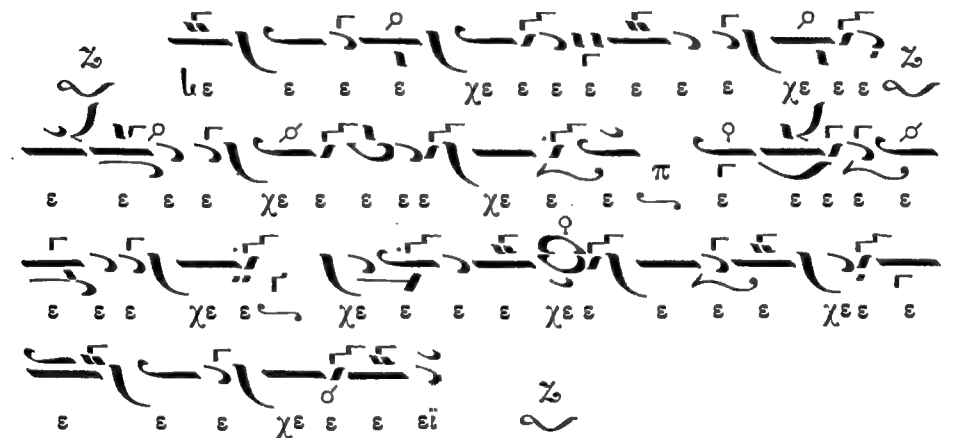 Z ε ε ε χε ε ε ε ε ε ε χε ε ε Z
ε ε ε ε χε ε ε ε ε χε ε ε π ε ε ε ε ε
ε ε ε χε ε χε ε ε ε χε ε ε ε ε χε ε ε
ε ε ε χε ε ε εϊ Z